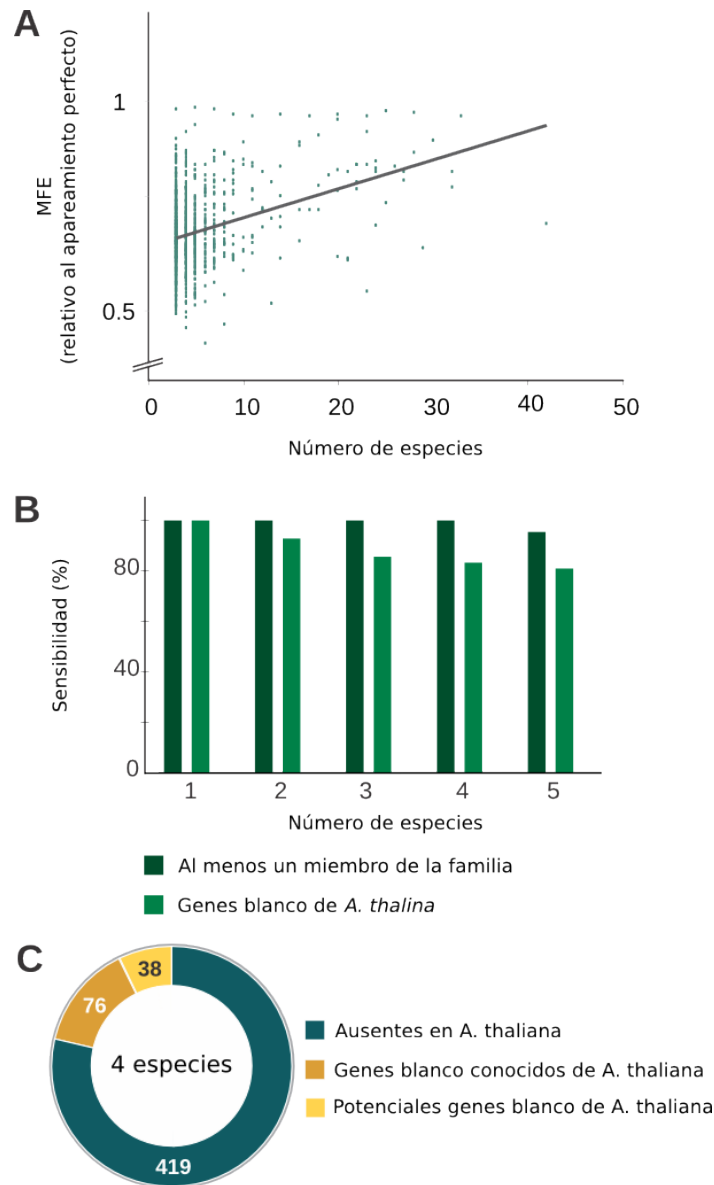 A
MFE
(relativo al apareamiento perfecto)
1
0.5
0 10 20 30 40 50
Número de especies
B
Sensibilidad (%)
80
40
0
1 2 3 4 5
Número de especies
Al menos un miembro de la familia
Genes blanco de A. thalina
C
38
76
4 especies
419
Ausentes en A. thaliana
Genes blanco conocidos de A. thaliana
Potenciales genes blanco de A. thaliana